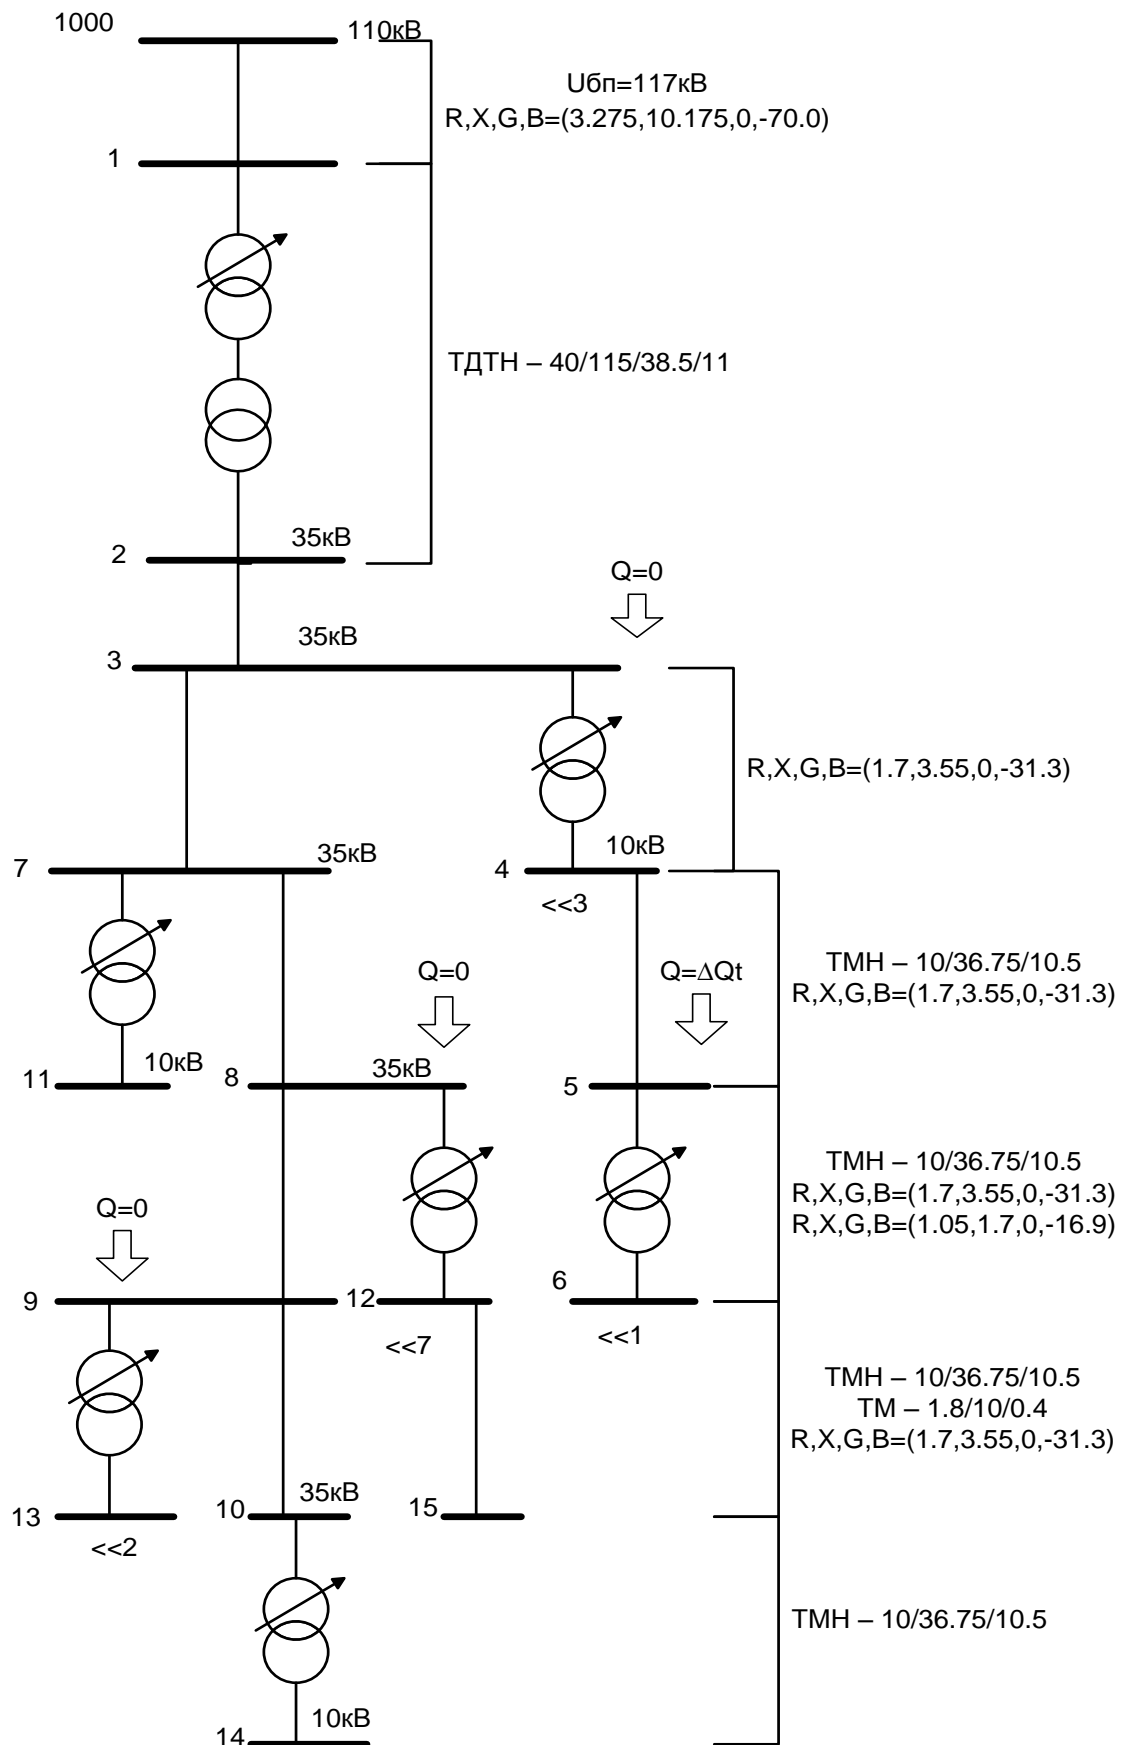 1000
110кВ
Uбп=117кВ
R,X,G,B=(3.275,10.175,0,-70.0)
1
ТДТН – 40/115/38.5/11
35кВ
2
Q=0
35кВ
3
R,X,G,B=(1.7,3.55,0,-31.3)
10кВ
35кВ
7
4
<<3
ТМН – 10/36.75/10.5
R,X,G,B=(1.7,3.55,0,-31.3)
Q=0
Q=∆Qt
10кВ
35кВ
11
8
5
ТМН – 10/36.75/10.5
R,X,G,B=(1.7,3.55,0,-31.3)
R,X,G,B=(1.05,1.7,0,-16.9)
Q=0
6
9
12
<<7
<<1
ТМН – 10/36.75/10.5
ТМ – 1.8/10/0.4
R,X,G,B=(1.7,3.55,0,-31.3)
35кВ
13
10
15
<<2
ТМН – 10/36.75/10.5
10кВ
14